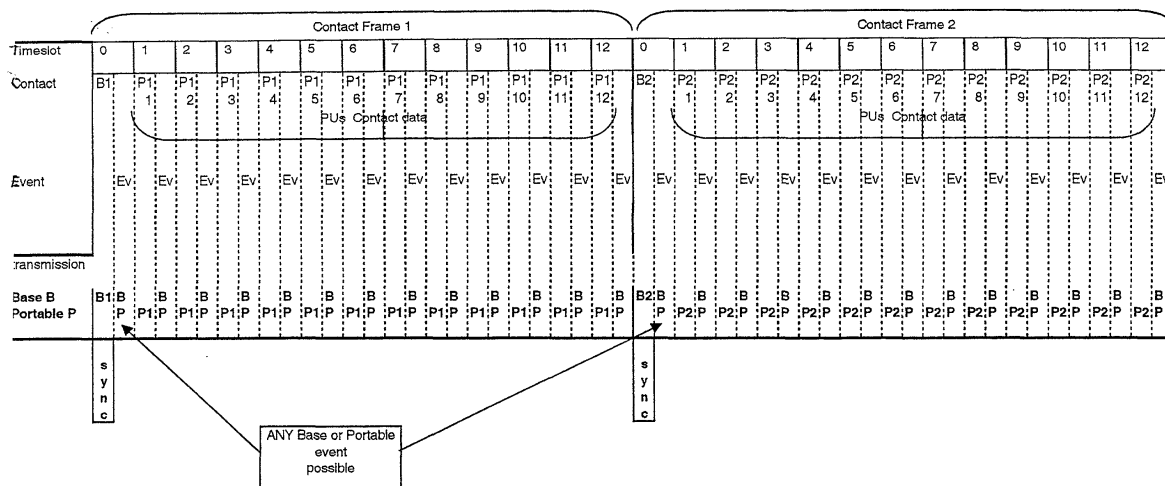 Contact Frame 1 Contact Frame 2
Timeslot 0 1 2 3 4 5 6 7 8 9 10 11 12 0 1 2 3 4 5 6 7 8 9 10 11 12
Contact B1 P1 P1 P1 P1 P1 P1 P1 P1 P1 P1 P1 P1 B2 P2 P2 P2 P2 P2 P2 P2 P2 P2 P2 P2 P2
1 2 3 4 5 6 7 8 9 10 11 12 1 2 3 4 5 6 7 8 9 10 11 12
PUs Contact data PUs Contact data
Event Ev Ev Ev Ev Ev Ev Ev Ev Ev Ev Ev Ev Ev Ev Ev Ev Ev Ev Ev Ev Ev Ev Ev Ev Ev Ev
ransmission
Base B B1 B B B B B B B B B B B B B B2 B B B B B B B B B B B B B
Portable P P P1 P P1 P P1 P P1 P P1 P P1 P P1 P P1 P P1 P P1 P P1 P P1 P P P2 P P2 P P2 P P2 P P2 P P2 P P2 P P2 P P2 P P2 P P2 P P2 P
s s
y y
n n
c c
ANY Base or Portable
event
possible